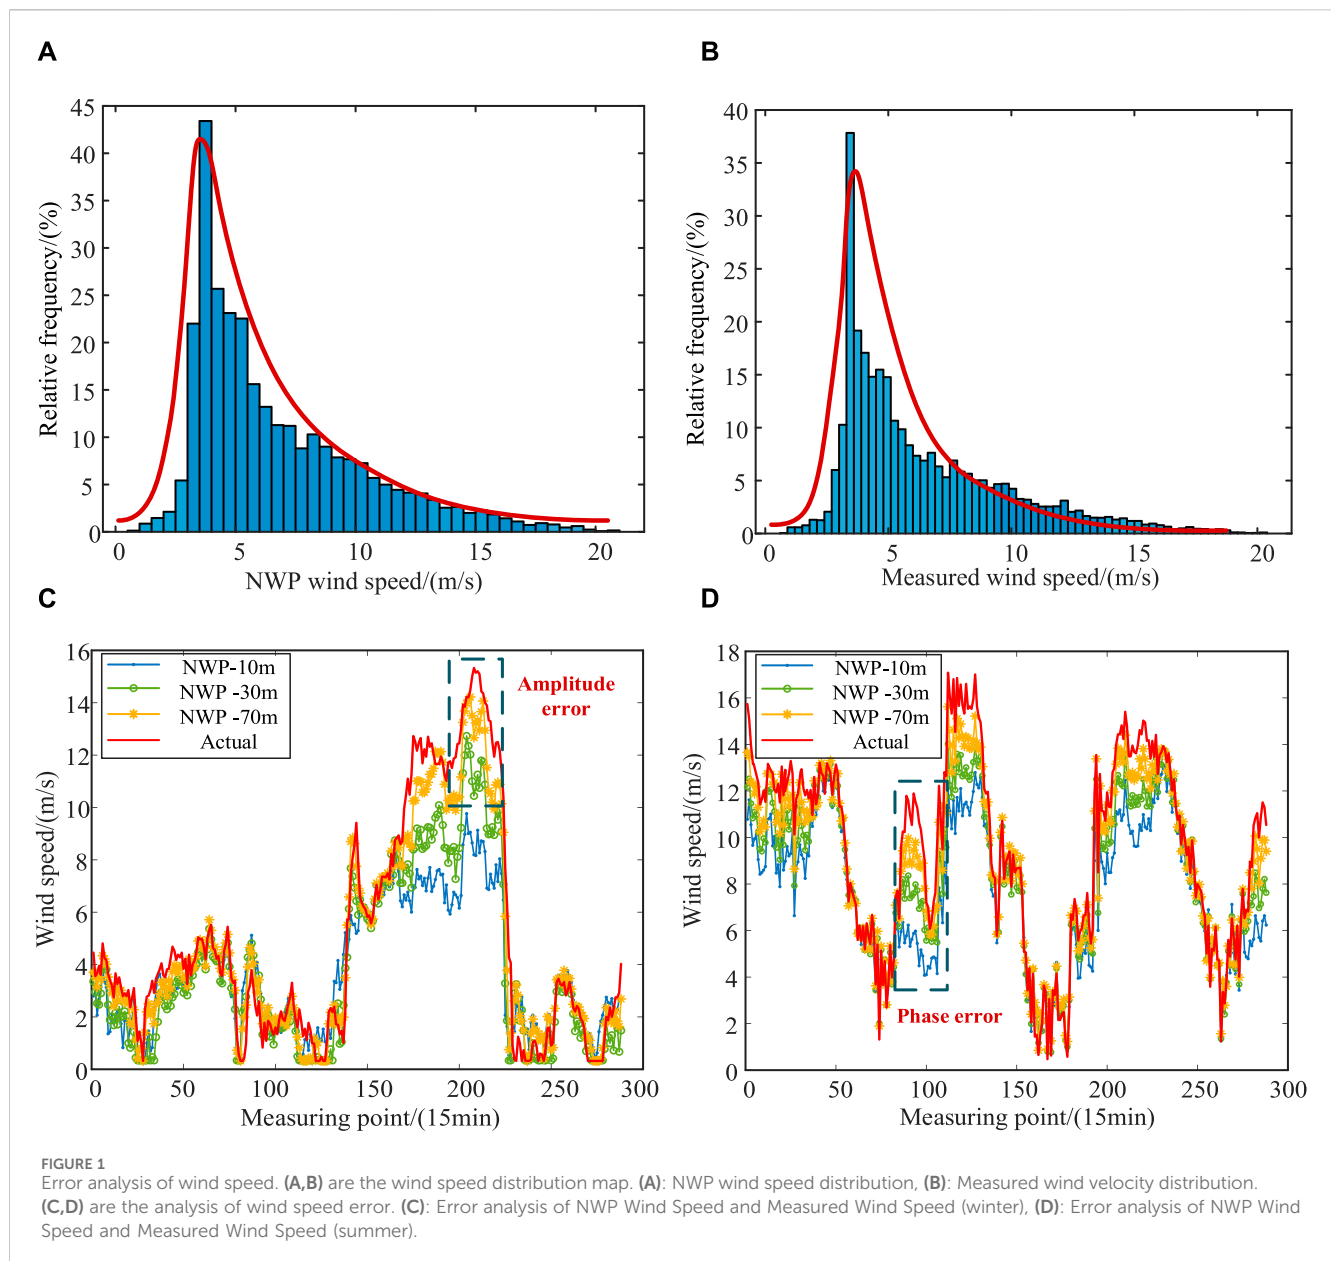 A
45
40
35
30
25
20
15
10
5
0
Relative frequency/(%)
0 5 10 15 20
NWP wind speed/(m/s)
B
40
35
30
25
20
15
10
5
0
Relative frequency/(%)
0 5 10 15 20
Measured wind speed/(m/s)
C
16
14
12
10
8
6
4
2
0
Wind speed/(m/s)
NWP-10m
NWP -30m
NWP -70m
Actual
Amplitude
error
0 50 100 150 200 250 300
Measuring point/(15min)
D
18
16
14
12
10
8
6
4
2
0
Wind speed/(m/s)
NWP-10m
NWP -30m
NWP -70m
Actual
Phase error
0 50 100 150 200 250 300
Measuring point/(15min)
FIGURE 1
Error analysis of wind speed. (A,B) are the wind speed distribution map. (A): NWP wind speed distribution, (B): Measured wind velocity distribution.
(C,D) are the analysis of wind speed error. (C): Error analysis of NWP Wind Speed and Measured Wind Speed (winter), (D): Error analysis of NWP Wind
Speed and Measured Wind Speed (summer).